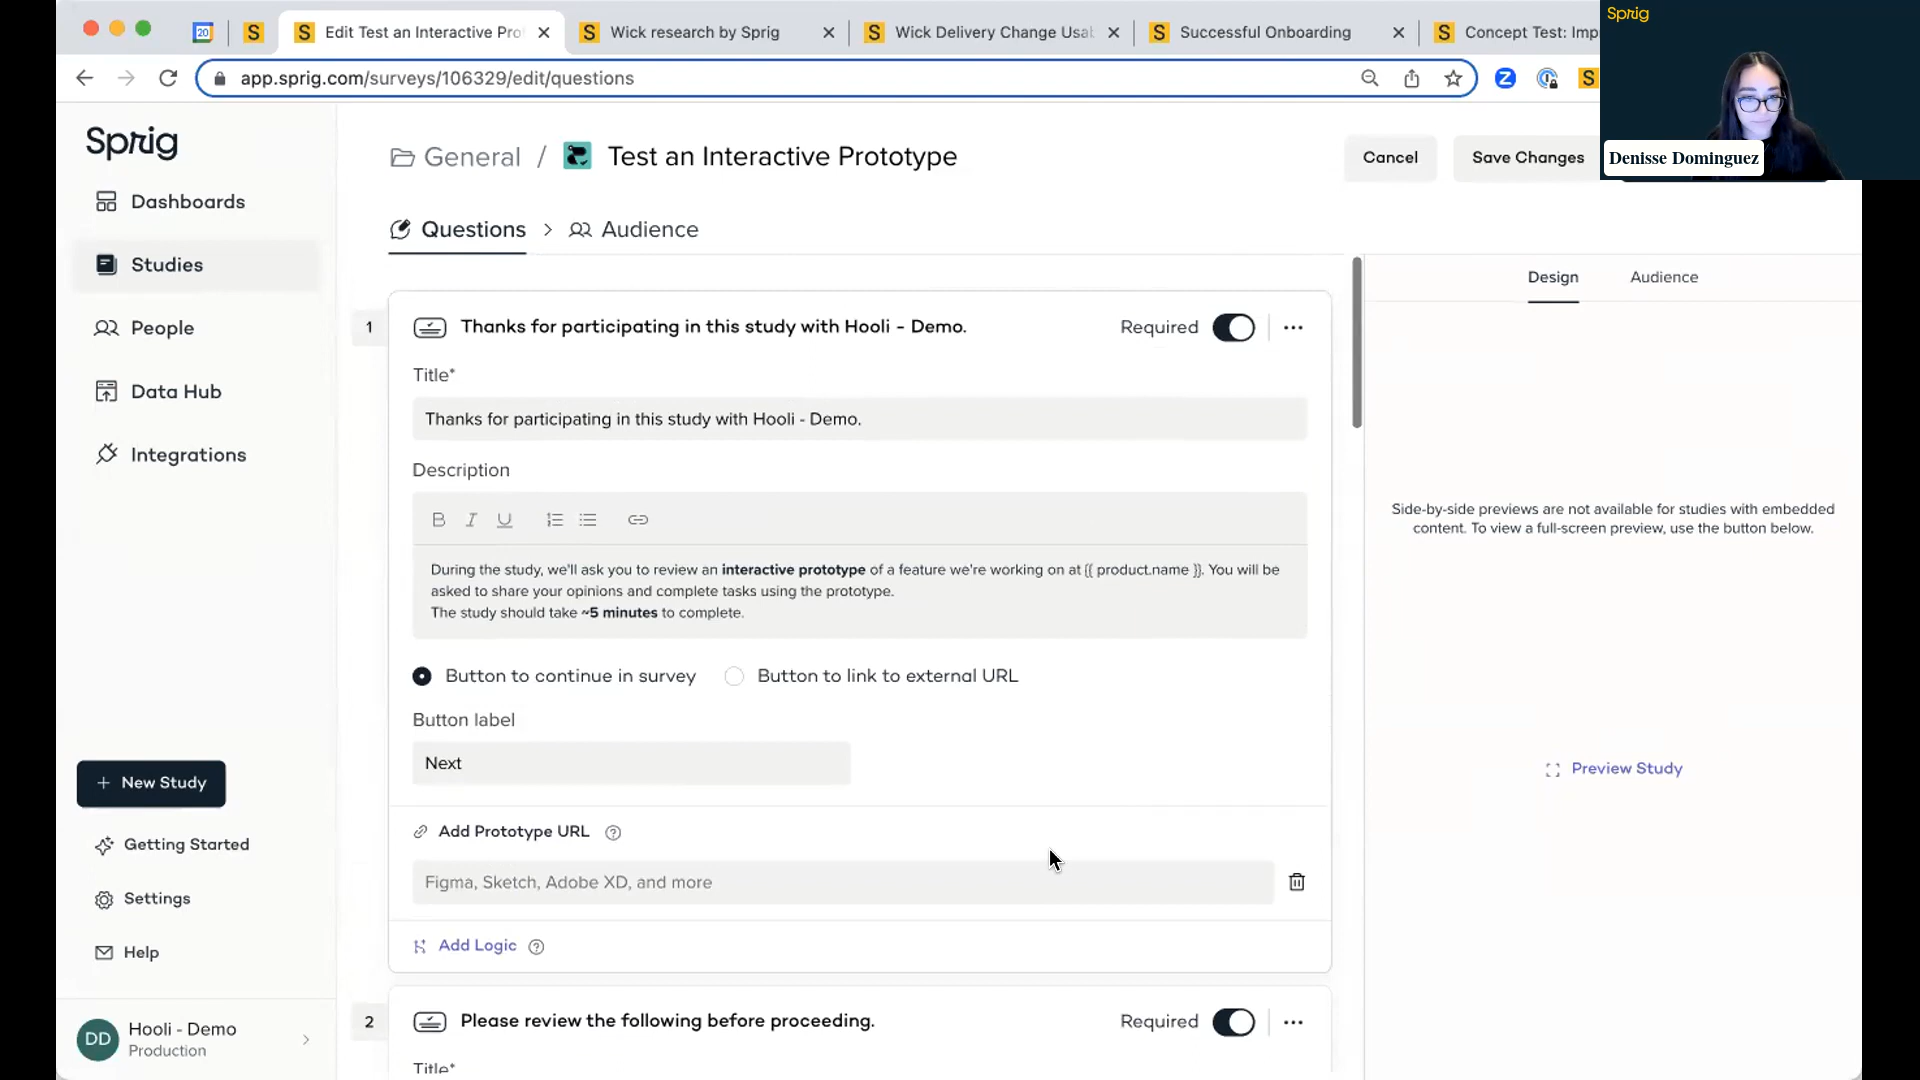 Edit Test an Interactive Pro
Wick research by Sprig
Wick Delivery Change Usa
Successful Onboarding
Concept Test: Imp
Sprig
app.sprig.com/surveys/106329/edit/questions
Denisse Dominguez
Sprig
General / Test an Interactive Prototype
Cancel
Save Changes
Dashboards
Studies
People
Data Hub
Integrations
Questions
Audience
Design
Audience
1
Thanks for participating in this study with Hooli - Demo.
Required
Title*
Thanks for participating in this study with Hooli - Demo.
Description
B I U
During the study, we'll ask you to review an interactive prototype of a feature we're working on at {{ product.name }}. You will be
asked to share your opinions and complete tasks using the prototype.
The study should take ~5 minutes to complete.
Button to continue in survey
Button to link to external URL
Button label
Next
Add Prototype URL
Figma, Sketch, Adobe XD, and more
Add Logic
2
Please review the following before proceeding.
Required
Title*
Side-by-side previews are not available for studies with embedded
content. To view a full-screen preview, use the button below.
Preview Study
+ New Study
Getting Started
Settings
Help
DD
Hooli - Demo
Production